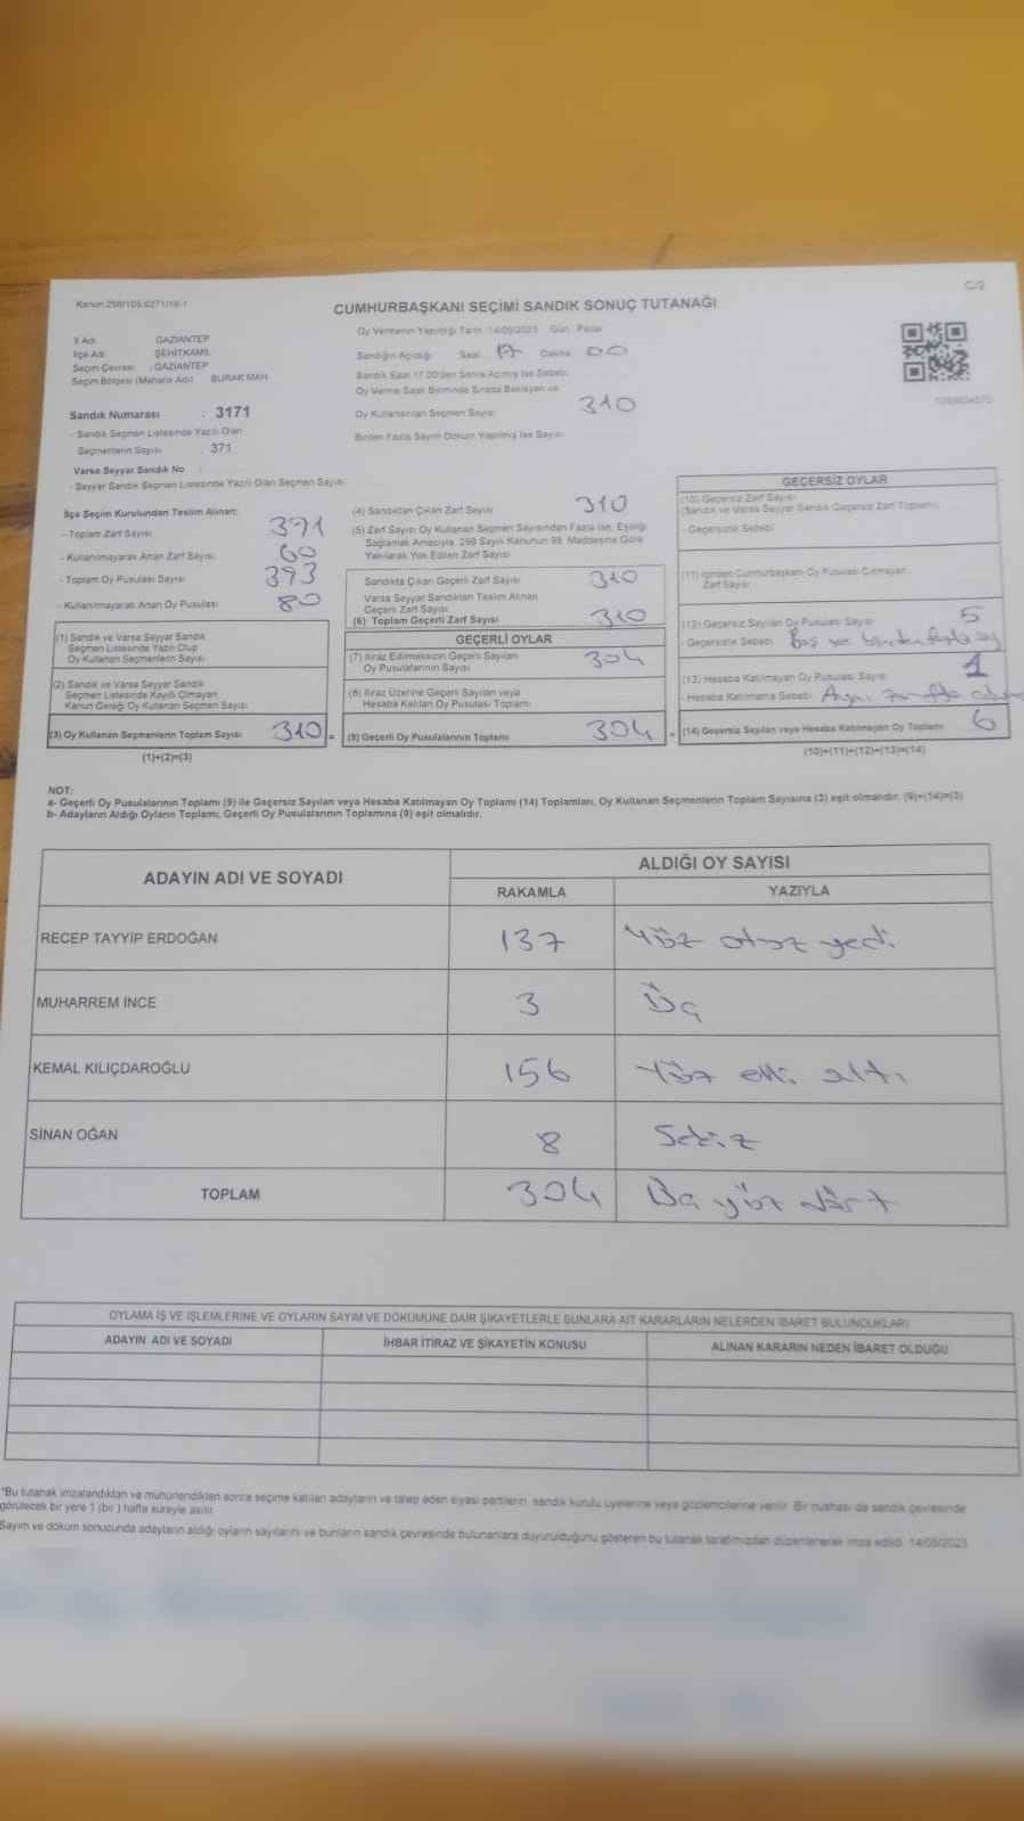 C/2
CUMHURBAŞKANI SEÇİMİ SANDIK SONUÇ TUTANAĞI
İl Adı : GAZİANTEP
İlçe Adı : ŞEHİTKAMİL
Seçim Çevresi : GAZİANTEP
Seçim Bölgesi (Mahalle Adı) BURAK MAH.
Sandık Numarası : 3171
- Sandık Seçmen Listesinde Yazılı Olan
Seçmenlerin Sayısı : 371
Varsa Seyyar Sandık No :
- Seyyar Sandık Seçmen Listesinde Yazılı Olan Seçmen Sayısı
Oy Vermenin Yapıldığı Tarih 14/05/2023 Gün Pazar
Sandığın Açıldığı Saat 17 Dakika 00
Sandık Saat 17.00'den Sonra Açılmış İse Sebebi
Oy Verme Saati Bitiminde Sırada Bekleyen ve
Oy Kullandırılan Seçmen Sayısı 310
Birden Fazla Sayım Döküm Yapılmış İse Sayısı
İlçe Seçim Kurulundan Teslim Alınan:
- Toplam Zarf Sayısı 371
- Kullanılmayarak Artan Zarf Sayısı 60
- Toplam Oy Pusulası Sayısı 393
- Kullanılmayarak Artan Oy Pusulası 80
(1) Sandık ve Varsa Seyyar Sandık
Seçmen Listesinde Yazılı Olup
Oy Kullanan Seçmenlerin Sayısı
(2) Sandık ve Varsa Seyyar Sandık
Seçmen Listesinde Kayıtlı Olmayan
Kanun Gereği Oy Kullanan Seçmen Sayısı
(3) Oy Kullanan Seçmenlerin Toplam Sayısı 310 =
(1)+(2)=(3)
(4) Sandıktan Çıkan Zarf Sayısı 310
(5) Zarf Sayısı Oy Kullanan Seçmen Sayısından Fazla İse, Eşitliği
Sağlamak Amacıyla, 298 Sayılı Kanunun 98. Maddesine Göre
Yakılarak Yok Edilen Zarf Sayısı
Sandıkta Çıkan Geçerli Zarf Sayısı 310
Varsa Seyyar Sandıktan Teslim Alınan
Geçerli Zarf Sayısı
(6) Toplam Geçerli Zarf Sayısı 310
GEÇERLİ OYLAR
(7) İtiraz Edilmeksizin Geçerli Sayılan
Oy Pusulalarının Sayısı 304
(8) İtiraz Üzerine Geçerli Sayılan veya
Hesaba Katılan Oy Pusulası Toplamı
(9) Geçerli Oy Pusulalarının Toplamı 304
GEÇERSİZ OYLAR
(10) Geçersiz Zarf Sayısı
(Sandık ve Varsa Seyyar Sandık Geçersiz Zarf Toplamı)
- Geçersizlik Sebebi
(11) İçinden Cumhurbaşkanı Oy Pusulası Çıkmayan
Zarf Sayısı
(12) Geçersiz Sayılan Oy Pusulası Sayısı 5
- Geçersizlik Sebebi Boş ve birden fazla
(13) Hesaba Katılmayan Oy Pusulası Sayısı 1
- Hesaba Katılmama Sebebi Aynı zarfta
(14) Geçersiz Sayılan veya Hesaba Katılmayan Oy Toplamı 6
(10)+(11)+(12)+(13)=(14)
NOT:
a- Geçerli Oy Pusulalarının Toplamı (9) ile Geçersiz Sayılan veya Hesaba Katılmayan Oy Toplamı (14) Toplamları, Oy Kullanan Seçmenlerin Toplam Sayısına (3) eşit olmalıdır. (9)+(14)=(3)
b- Adayların Aldığı Oyların Toplamı, Geçerli Oy Pusulalarının Toplamına (9) eşit olmalıdır.
ADAYIN ADI VE SOYADI ALDIĞI OY SAYISI
RAKAMLA YAZIYLA
RECEP TAYYİP ERDOĞAN 137 Yüz otuz yedi
MUHARREM İNCE 3 Üç
KEMAL KILIÇDAROĞLU 156 Yüz elli altı
SİNAN OĞAN 8 Sekiz
TOPLAM 304 Üç yüz dört
OYLAMA İŞ VE İŞLEMLERİNE VE OYLARIN SAYIM VE DÖKÜMÜNE DAİR ŞİKAYETLERLE BUNLARA AİT KARARLARIN NELERDEN İBARET BULUNDUKLARI
ADAYIN ADI VE SOYADI İHBAR İTİRAZ VE ŞİKAYETİN KONUSU ALINAN KARARIN NEDEN İBARET OLDUĞU
*Bu tutanak imzalandıktan ve mühürlendikten sonra seçime katılan adayların ve talep eden siyasi partilerin sandık kurulu üyelerine veya gözlemcilerine verilir. Bir nüshası da sandık çevresinde
görülecek bir yere 1 (bir) hafta süreyle asılır.
Sayım ve döküm sonucunda adayların aldığı oyların sayılarını ve bunların sandık çevresinde bulunanlara duyurulduğunu gösteren bu tutanak tarafımızdan düzenlenerek imza edildi. 14/05/2023